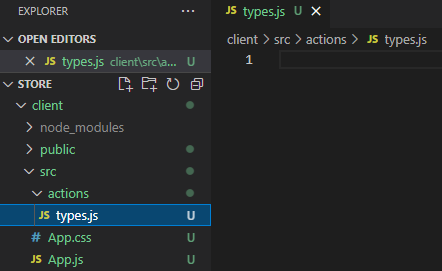 EXPLORER
OPEN EDITORS
JS types.js client\src\a... U
STORE
client
node_modules
public
src
actions
JS types.js U
# App.css U
JS App.js U
JS types.js U
client > src > actions > JS types.js
1